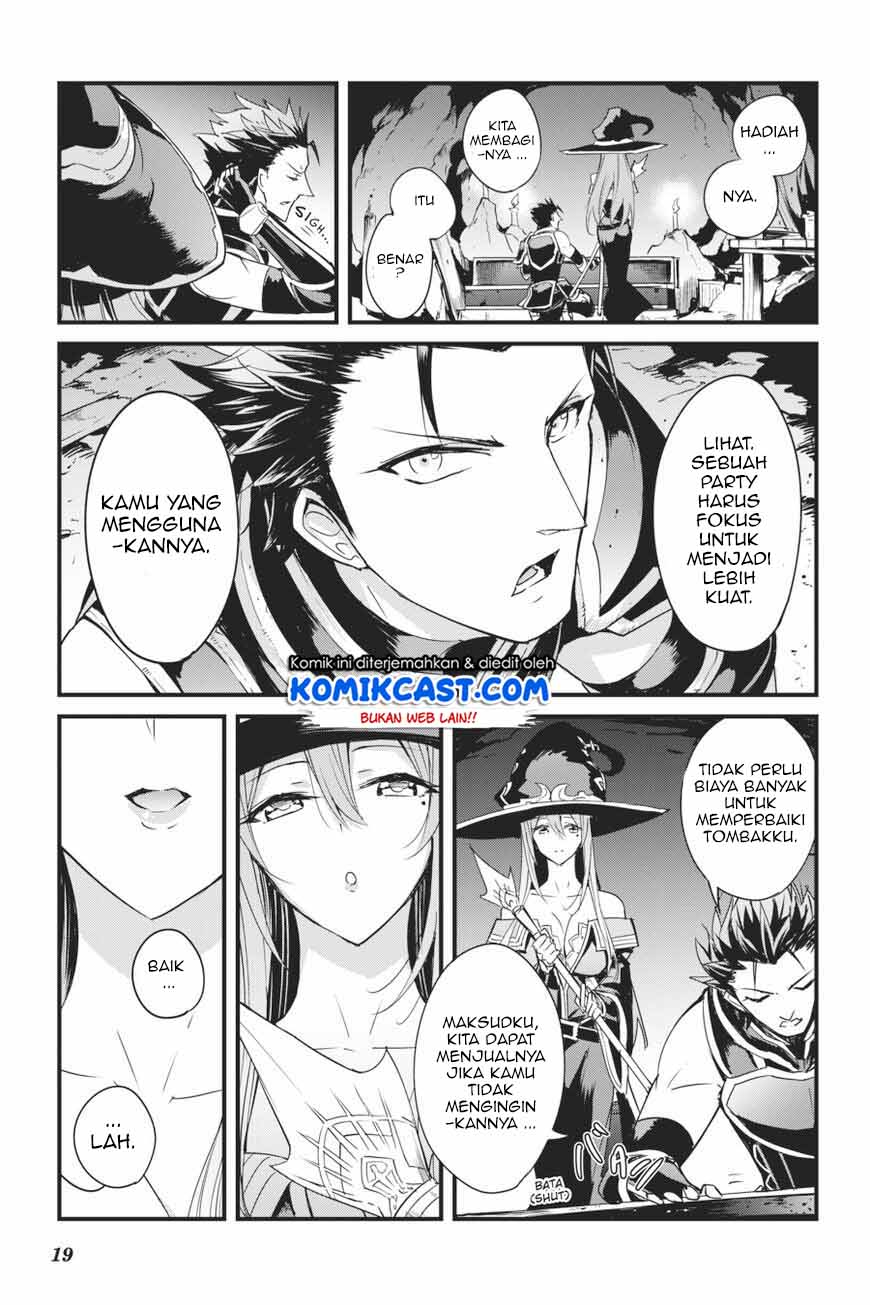 HADIAH
...
NYA.
KITA
MEMBAGI
-NYA ...
ITU
BENAR
?
SIGH...
LIHAT.
SEBUAH
PARTY
HARUS
FOKUS
UNTUK
MENJADI
LEBIH
KUAT.
KAMU YANG
MENGGUNA
-KANNYA.
Komik ini diterjemahkan & diedit oleh
KOMIKCAST.COM
BUKAN WEB LAIN!!
TIDAK PERLU
BIAYA BANYAK
UNTUK
MEMPERBAIKI
TOMBAKKU.
MAKSUDKU,
KITA DAPAT
MENJUALNYA
JIKA KAMU
TIDAK
MENGINGIN
-KANNYA ...
BATA
(SHUT)
BAIK
...
...
LAH.
19